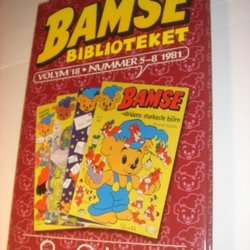 BAMSE
BIBLIOTEKET
VOLYM 18 • NUMMER 5–8 1981
BAMSE
världens starkaste björn